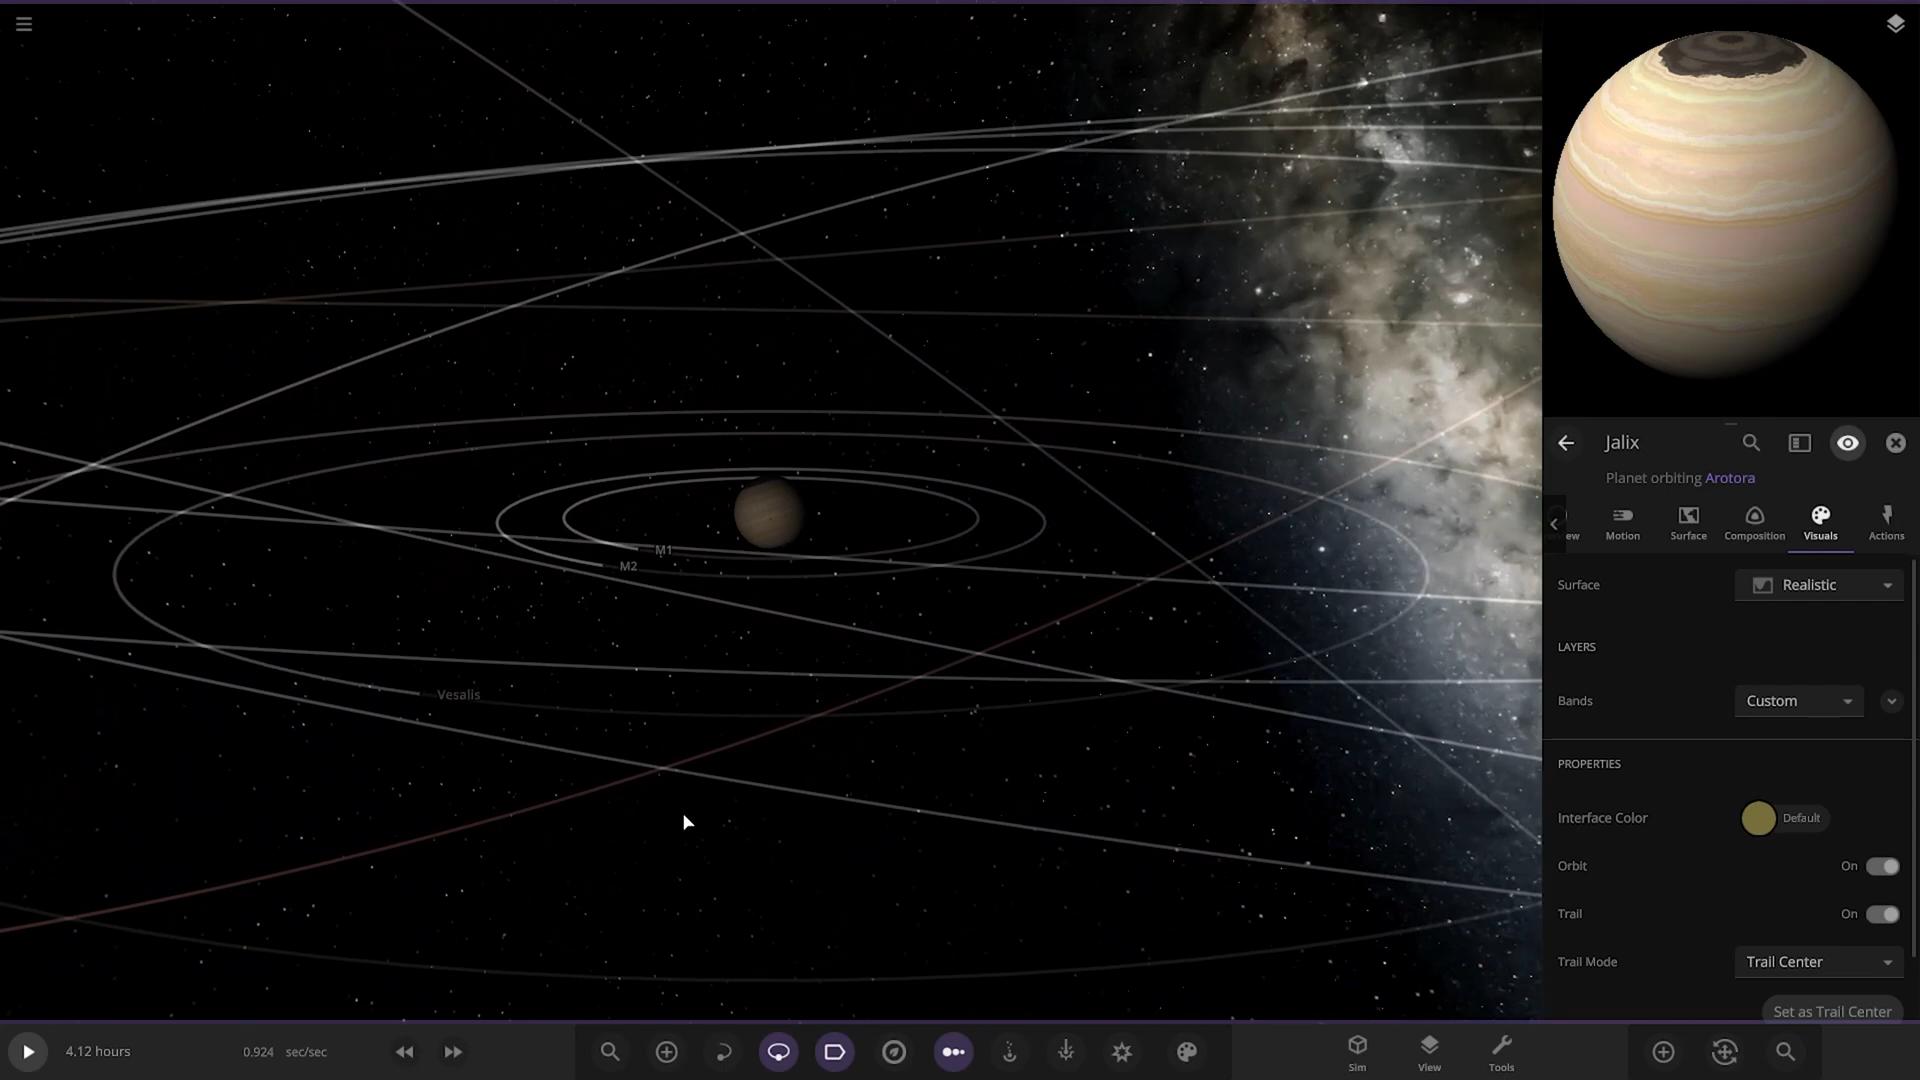 Jalix
Planet orbiting Arotora
ew
Motion
Surface
Composition
Visuals
Actions
Surface
Realistic
LAYERS
Bands
Custom
PROPERTIES
Interface Color
Default
Orbit
On
Trail
On
Trail Mode
Trail Center
Set as Trail Center
M1
M2
Vesalis
4.12 hours
0.924 sec/sec
Sim
View
Tools